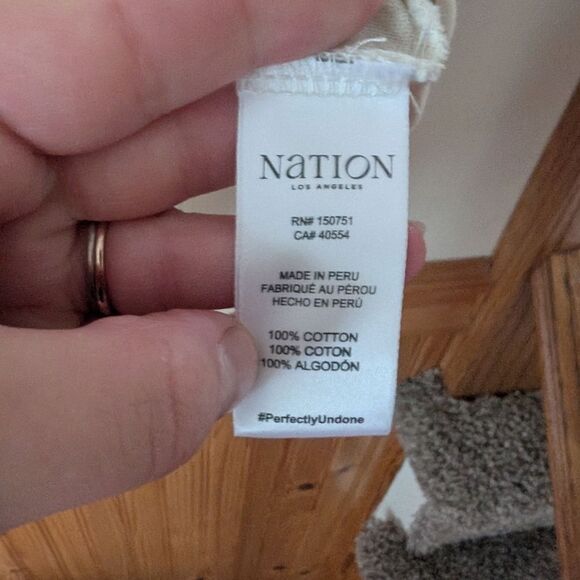 NaTION
LOS ANGELES
RN# 150751
CA# 40554
MADE IN PERU
FABRIQUÉ AU PÉROU
HECHO EN PERÚ
100% COTTON
100% COTON
100% ALGODÓN
#PerfectlyUndone